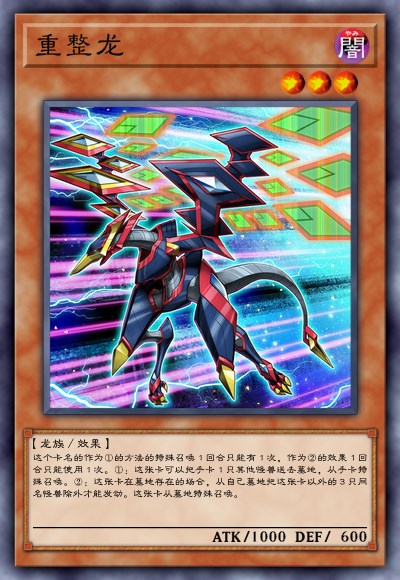 重整龙
やみ
闇
【龙族／效果】
这个卡名的作为①的方法的特殊召唤1回合只能有1次，作为②的效果1回
合只能使用1次。①：这张卡可以把手卡1只其他怪兽送去墓地，从手卡特
殊召唤。②：这张卡在墓地存在的场合，从自己墓地把这张卡以外的3只同
名怪兽除外才能发动。这张卡从墓地特殊召唤。
ATK/1000 DEF/ 600